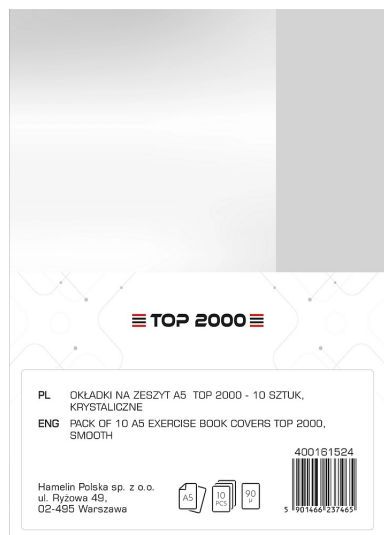 TOP 2000
PL OKŁADKI NA ZESZYT A5 TOP 2000 - 10 SZTUK,
KRYSTALICZNE
ENG PACK OF 10 A5 EXERCISE BOOK COVERS TOP 2000,
SMOOTH
400161524
Hamelin Polska sp. z o.o.
ul. Ryżowa 49,
02-495 Warszawa
A5
10
PCS
90
μ
5 901466 237465